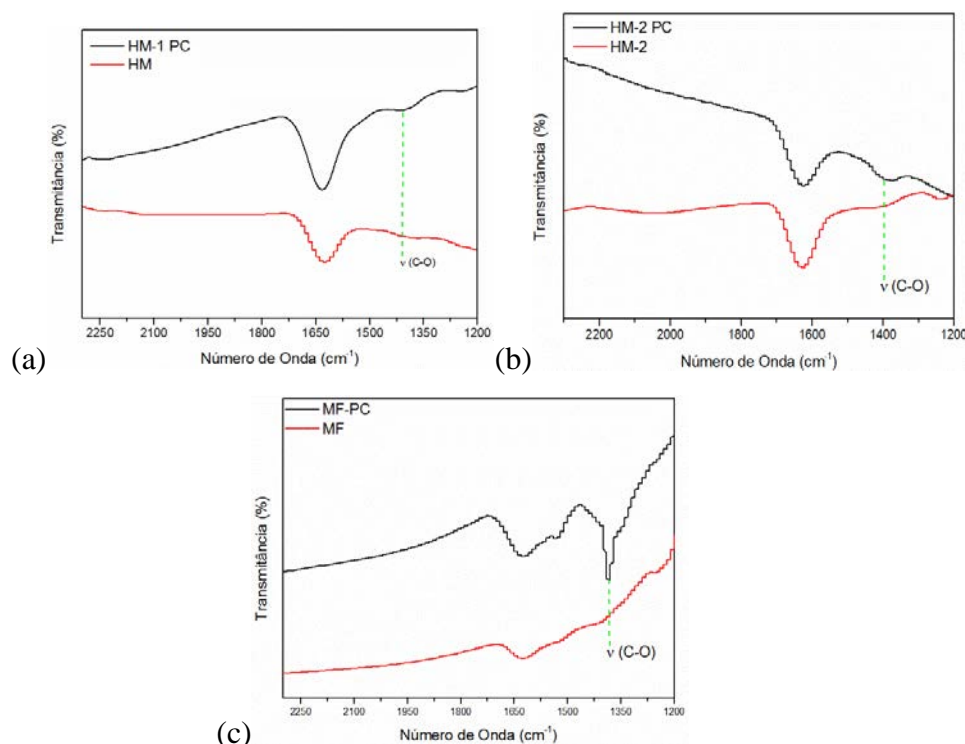 HM-1 PC
HM
Transmitância (%)
ν (C-O)
2250 2100 1950 1800 1650 1500 1350 1200
Número de Onda (cm⁻¹)
(a)
HM-2 PC
HM-2
Transmitância (%)
ν (C-O)
2200 2000 1800 1600 1400 1200
Número de Onda (cm⁻¹)
(b)
MF-PC
MF
Transmitância (%)
ν (C-O)
2250 2100 1950 1800 1650 1500 1350 1200
Número de Onda (cm⁻¹)
(c)